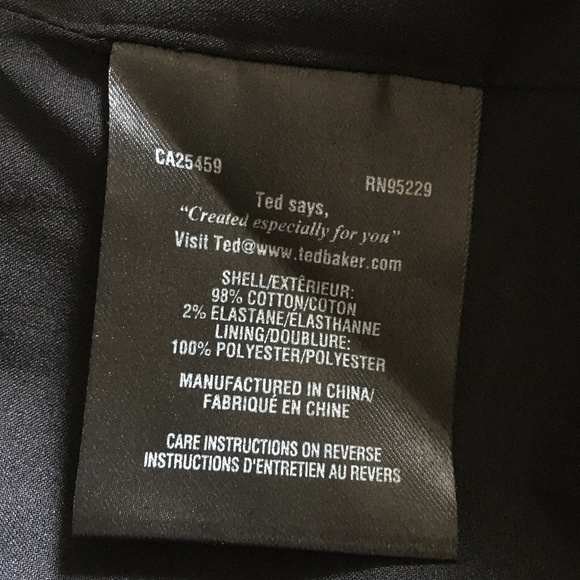 CA25459
RN95229
Ted says,
"Created especially for you"
Visit Ted@www.tedbaker.com
SHELL/EXTÉRIEUR:
98% COTTON/COTON
2% ELASTANE/ÉLASTHANNE
LINING/DOUBLURE:
100% POLYESTER/POLYESTER
MANUFACTURED IN CHINA/
FABRIQUÉ EN CHINE
CARE INSTRUCTIONS ON REVERSE
INSTRUCTIONS D'ENTRETIEN AU REVERS